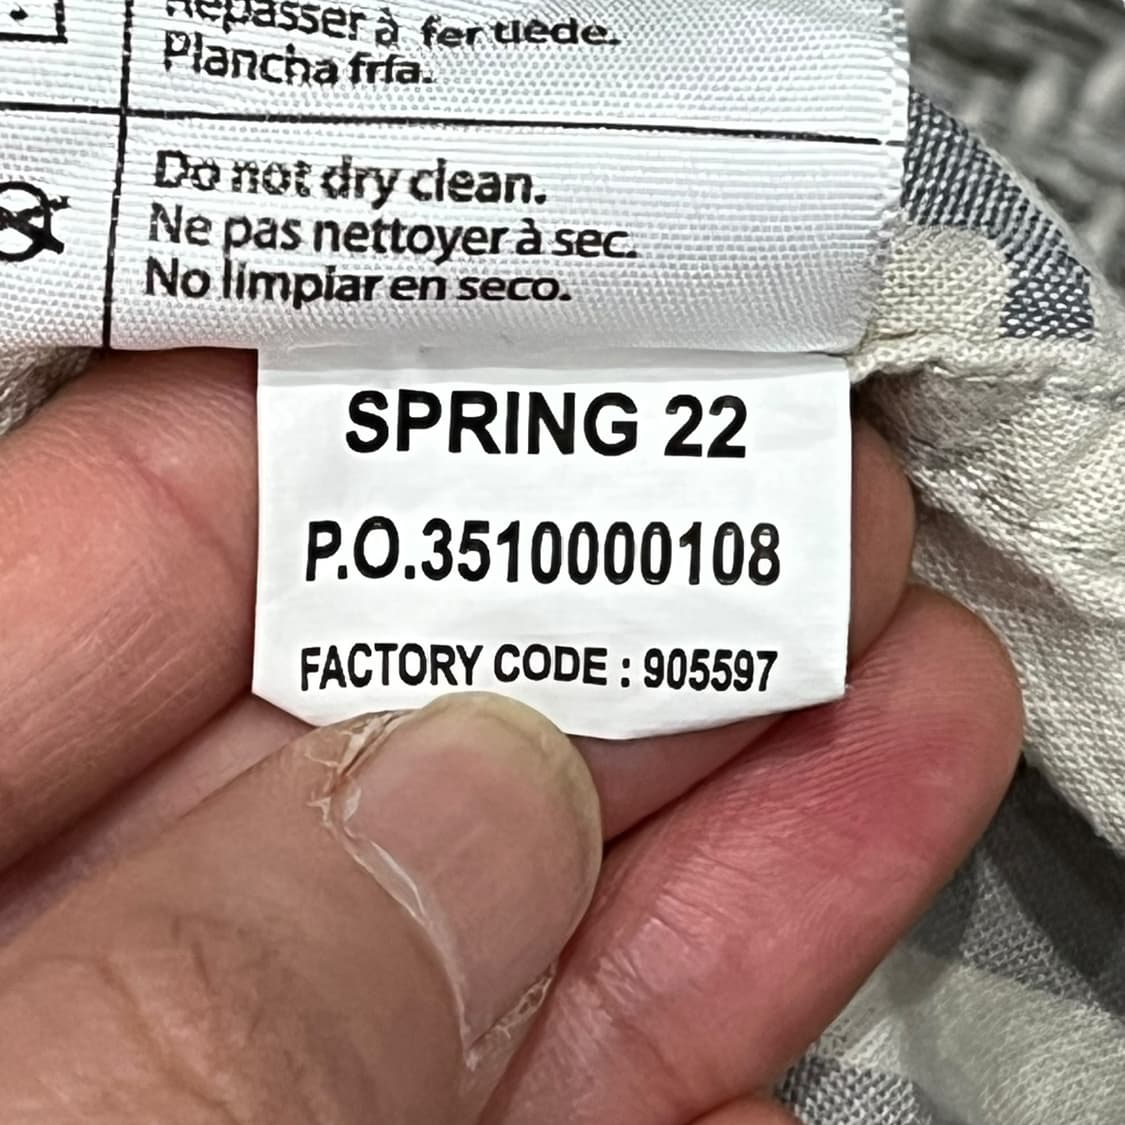 Repasser à fer tiède.
Plancha fría.
Do not dry clean.
Ne pas nettoyer à sec.
No limpiar en seco.
SPRING 22
P.O.3510000108
FACTORY CODE : 905597